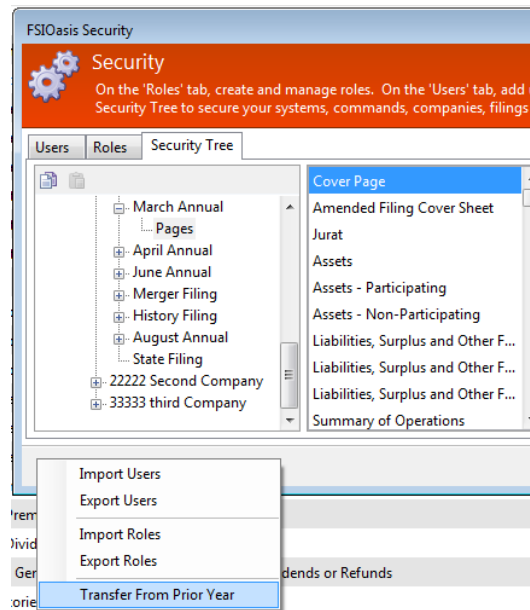 FSIOasis Security
Security
On the 'Roles' tab, create and manage roles. On the 'Users' tab, add
Security Tree to secure your systems, commands, companies, filings
Users Roles Security Tree
March Annual
Pages
April Annual
June Annual
Merger Filing
History Filing
August Annual
State Filing
22222 Second Company
33333 third Company
Cover Page
Amended Filing Cover Sheet
Jurat
Assets
Assets - Participating
Assets - Non-Participating
Liabilities, Surplus and Other F...
Liabilities, Surplus and Other F...
Liabilities, Surplus and Other F...
Summary of Operations
Import Users
Export Users
Import Roles
Export Roles
Transfer From Prior Year
Prem
Divid
Gen
dends or Refunds
tories